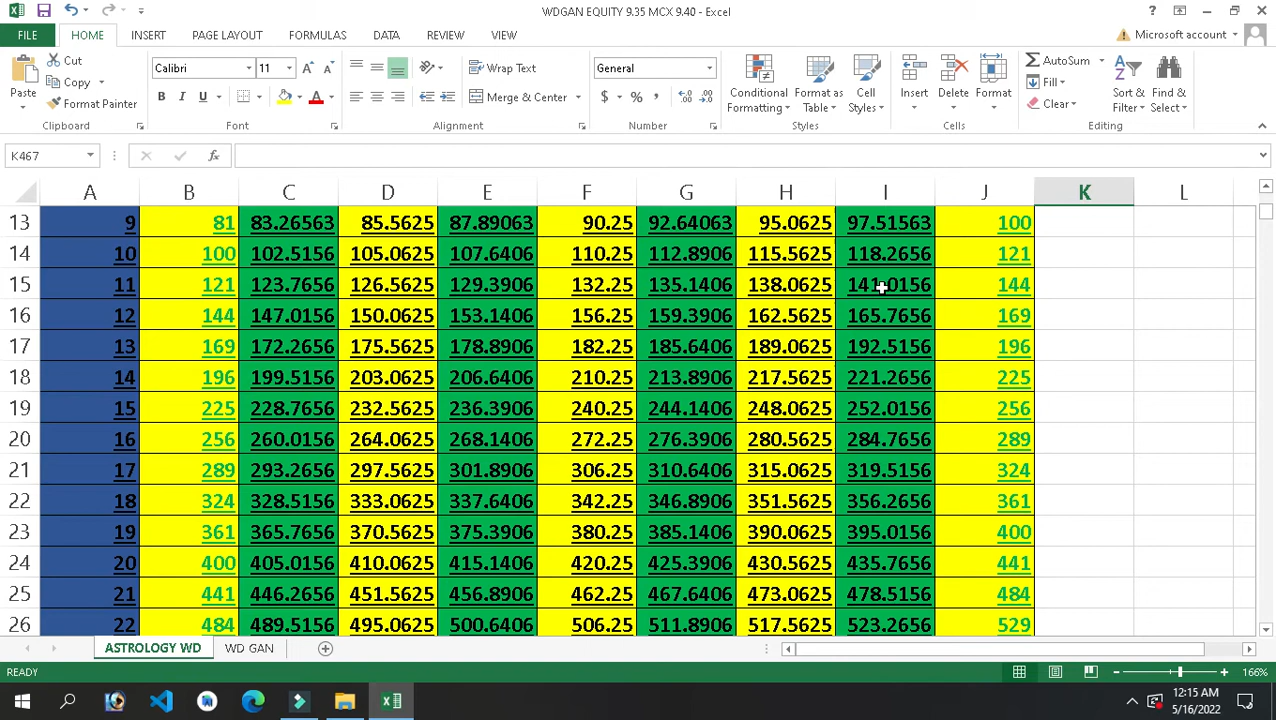 WDGAN EQUITY 9.35 MCX 9.40 - Excel
FILE HOME INSERT PAGE LAYOUT FORMULAS DATA REVIEW VIEW Microsoft account
Paste Cut Copy Format Painter Clipboard
Calibri 11 B I U A A A Font
Wrap Text Merge & Center Alignment
General $ % , Number
Conditional Formatting Format as Table Cell Styles Styles
Insert Delete Format Cells
AutoSum Fill Clear Sort & Filter Find & Select Editing
K467 fx
A B C D E F G H I J K L
13 9 81 83.26563 85.5625 87.89063 90.25 92.64063 95.0625 97.51563 100
14 10 100 102.5156 105.0625 107.6406 110.25 112.8906 115.5625 118.2656 121
15 11 121 123.7656 126.5625 129.3906 132.25 135.1406 138.0625 141.0156 144
16 12 144 147.0156 150.0625 153.1406 156.25 159.3906 162.5625 165.7656 169
17 13 169 172.2656 175.5625 178.8906 182.25 185.6406 189.0625 192.5156 196
18 14 196 199.5156 203.0625 206.6406 210.25 213.8906 217.5625 221.2656 225
19 15 225 228.7656 232.5625 236.3906 240.25 244.1406 248.0625 252.0156 256
20 16 256 260.0156 264.0625 268.1406 272.25 276.3906 280.5625 284.7656 289
21 17 289 293.2656 297.5625 301.8906 306.25 310.6406 315.0625 319.5156 324
22 18 324 328.5156 333.0625 337.6406 342.25 346.8906 351.5625 356.2656 361
23 19 361 365.7656 370.5625 375.3906 380.25 385.1406 390.0625 395.0156 400
24 20 400 405.0156 410.0625 415.1406 420.25 425.3906 430.5625 435.7656 441
25 21 441 446.2656 451.5625 456.8906 462.25 467.6406 473.0625 478.5156 484
26 22 484 489.5156 495.0625 500.6406 506.25 511.8906 517.5625 523.2656 529
ASTROLOGY WD WD GAN
READY 166%
12:15 AM
5/16/2022